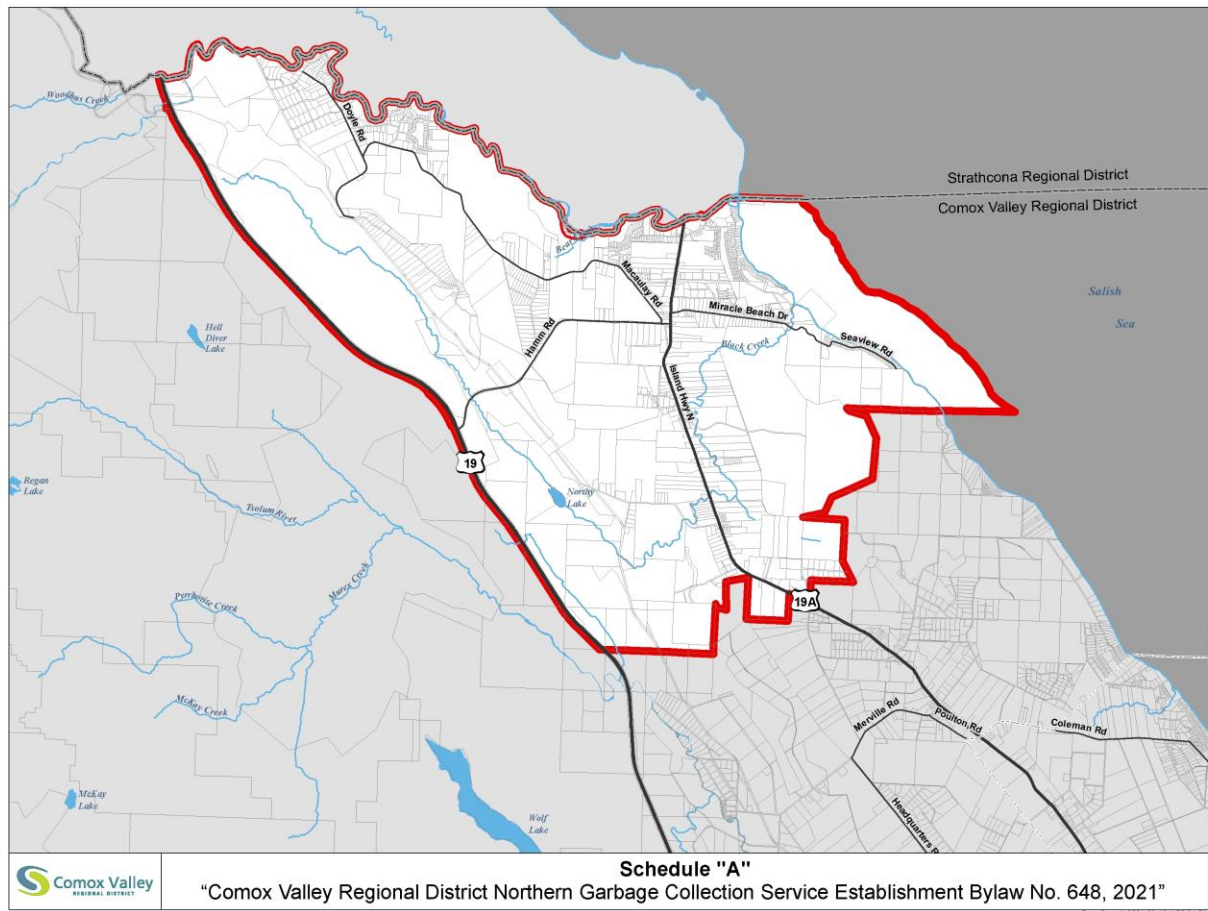 Woodhus Creek
Doyle Rd
Strathcona Regional District
Comox Valley Regional District
Macaulay Rd
Miracle Beach Dr
Salish
Sea
Hell
Diver
Lake
Hamm Rd
Black Creek
Seaview Rd
Island Hwy N
19
Regan
Lake
Northy
Lake
Tsolum River
Murex Creek
Pyrrhotite Creek
19A
McKay Creek
Merville Rd
Poulton Rd
Coleman Rd
McKay
Lake
Wolf
Lake
Headquarters R
Schedule "A"
Comox Valley
REGIONAL DISTRICT
“Comox Valley Regional District Northern Garbage Collection Service Establishment Bylaw No. 648, 2021”